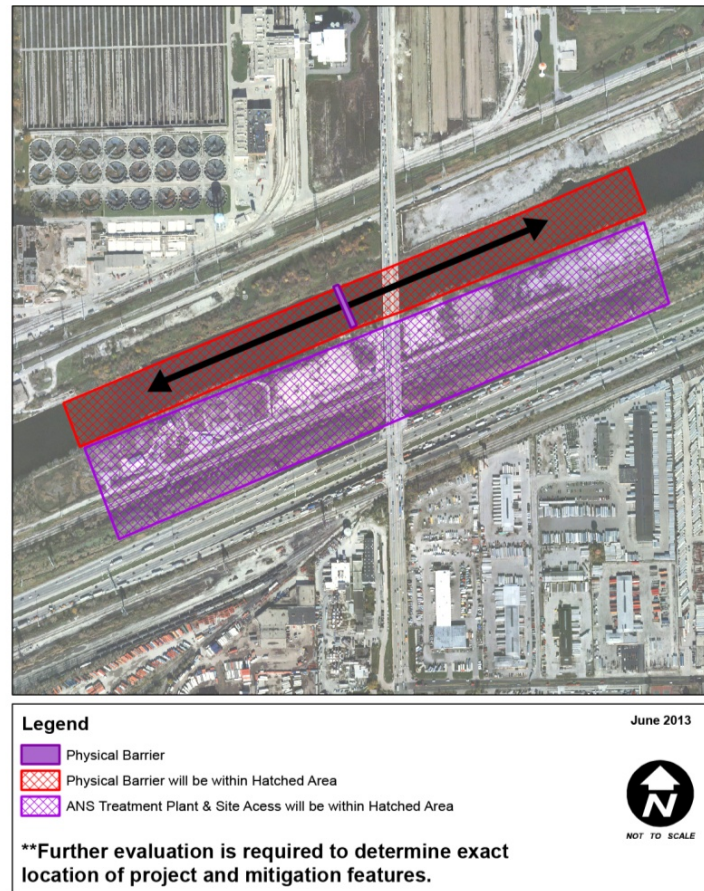 Legend
June 2013
Physical Barrier
Physical Barrier will be within Hatched Area
ANS Treatment Plant & Site Acess will be within Hatched Area
N
NOT TO SCALE
**Further evaluation is required to determine exact
location of project and mitigation features.